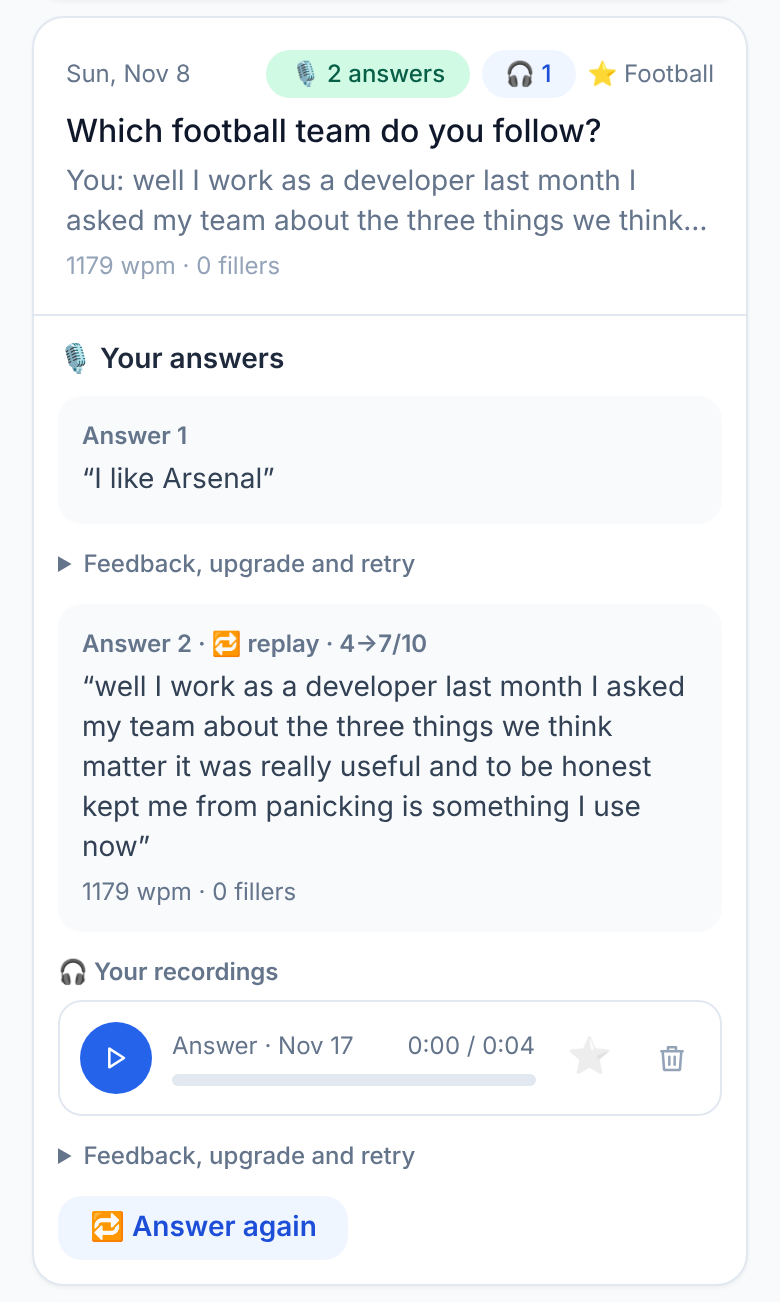 Sun, Nov 8 🎙️ 2 answers 🎧 1 ⭐ Football
Which football team do you follow?
You: well I work as a developer last month I
asked my team about the three things we think...
1179 wpm · 0 fillers
🎙️ Your answers
Answer 1
“I like Arsenal”
▶ Feedback, upgrade and retry
Answer 2 · 🔁 replay · 4→7/10
“well I work as a developer last month I asked
my team about the three things we think
matter it was really useful and to be honest
kept me from panicking is something I use
now”
1179 wpm · 0 fillers
🎧 Your recordings
Answer · Nov 17 0:00 / 0:04
▶ Feedback, upgrade and retry
🔁 Answer again